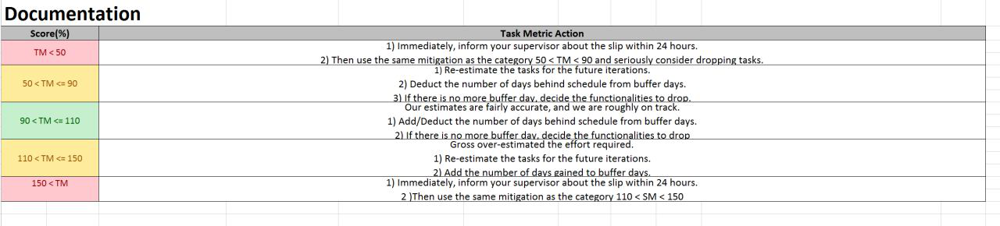 Documentation
Score(%)
Task Metric Action
TM < 50
1) Immediately, inform your supervisor about the slip within 24 hours.
2) Then use the same mitigation as the category 50 < TM < 90 and seriously consider dropping tasks.
50 < TM <= 90
1) Re-estimate the tasks for the future iterations.
2) Deduct the number of days behind schedule from buffer days.
3) If there is no more buffer day, decide the functionalities to drop.
90 < TM <= 110
Our estimates are fairly accurate, and we are roughly on track.
1) Add/Deduct the number of days behind schedule from buffer days.
2) If there is no more buffer day, decide the functionalities to drop
110 < TM <= 150
Gross over-estimated the effort required.
1) Re-estimate the tasks for the future iterations.
2) Add the number of days gained to buffer days.
150 < TM
1) Immediately, inform your supervisor about the slip within 24 hours.
2 )Then use the same mitigation as the category 110 < SM < 150